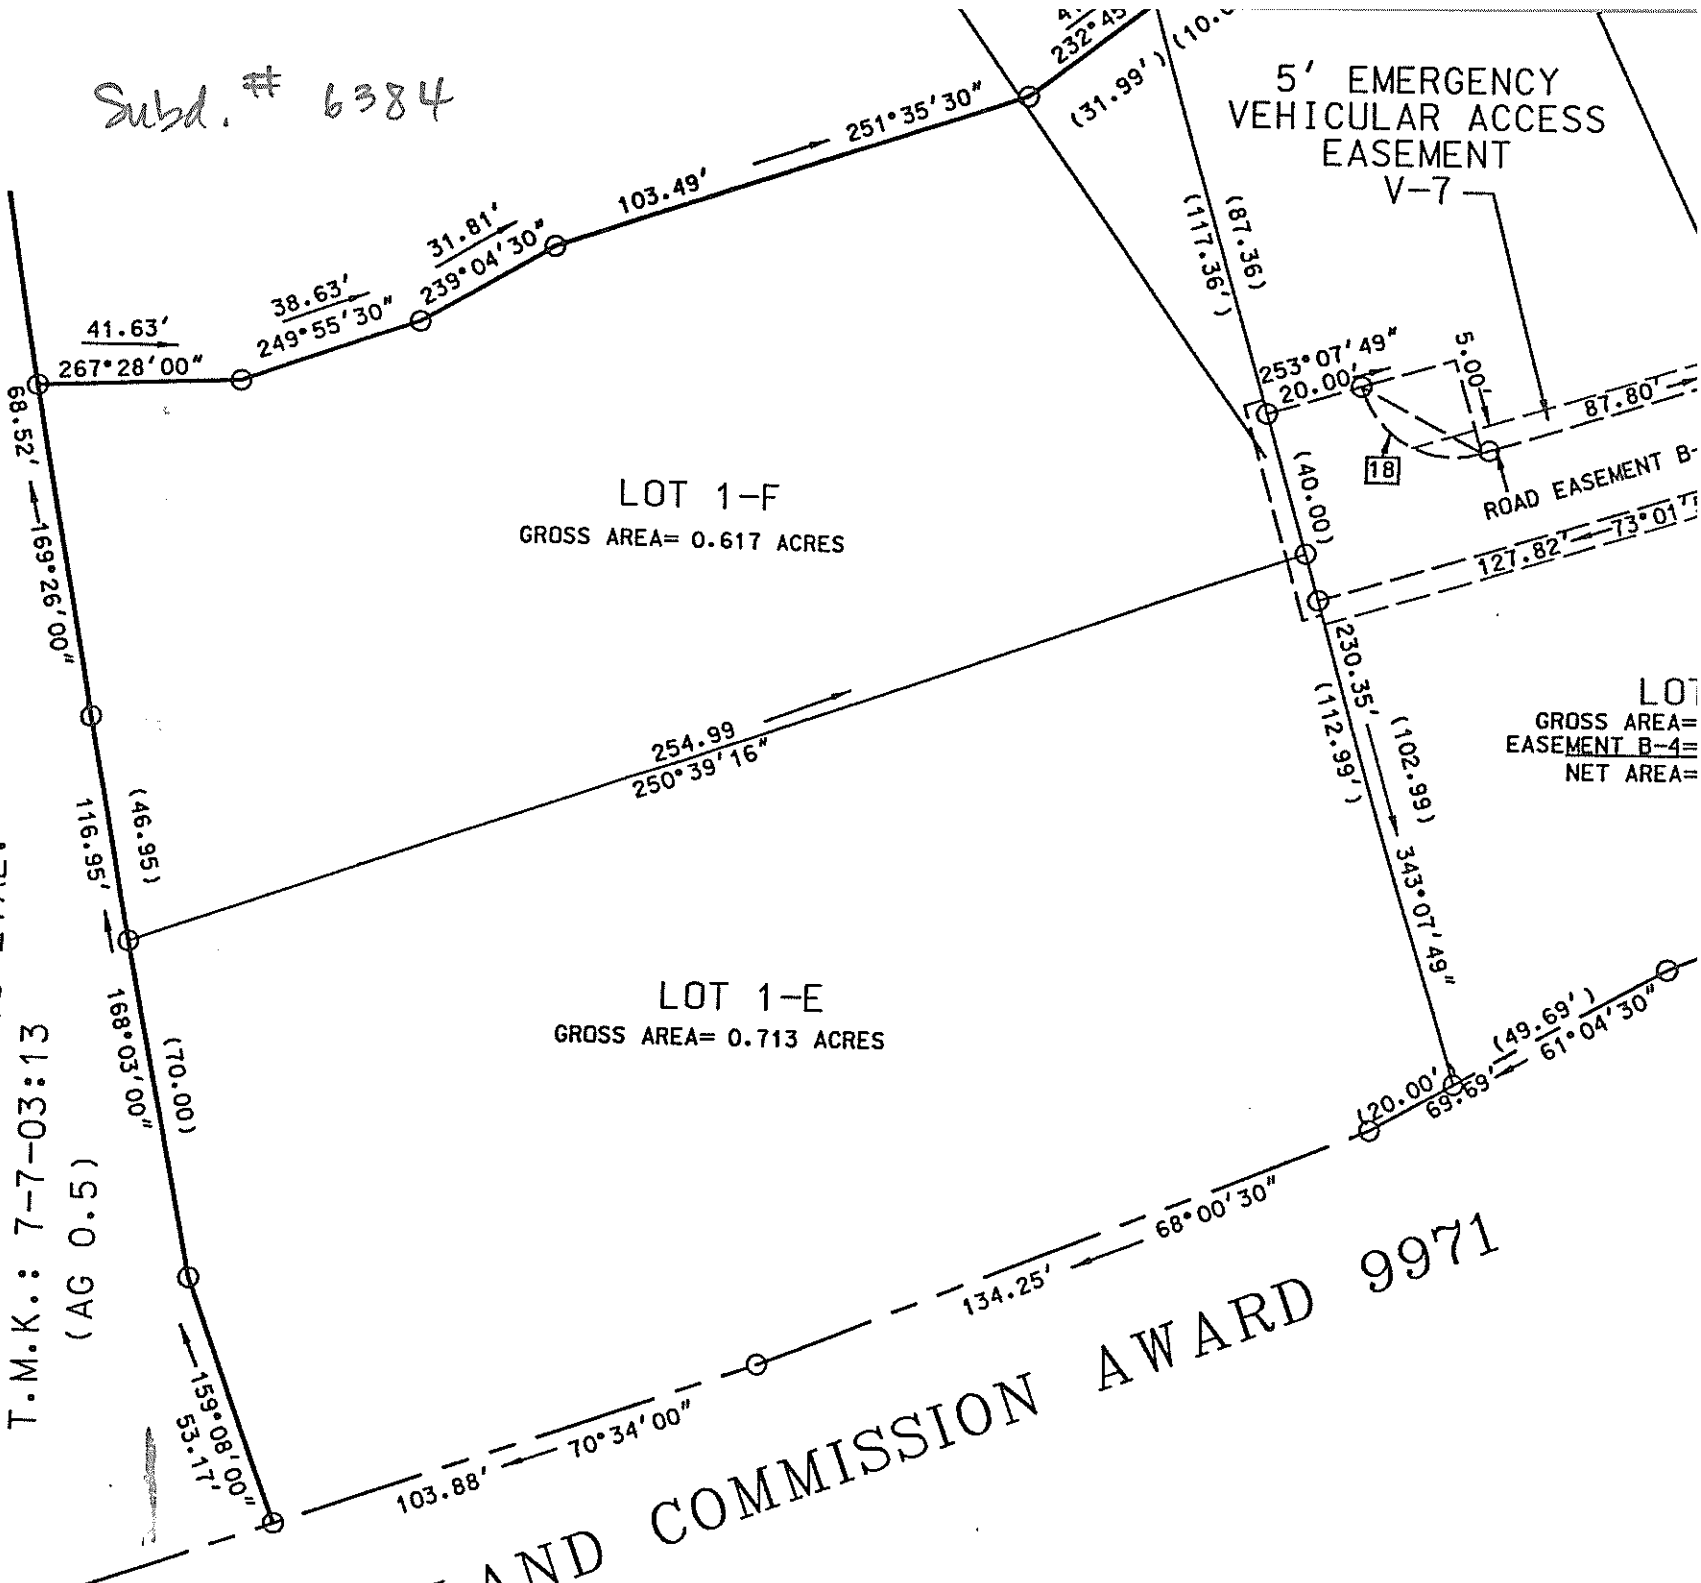 Subd. # 6384
232°45
(31.99')
5' EMERGENCY
VEHICULAR ACCESS
EASEMENT
V-7
251°35'30"
103.49'
31.81'
239°04'30"
38.63'
249°55'30"
41.63'
267°28'00"
(87.36)
(117.36')
253°07'49"
20.00'
5.00'
87.80'
18
ROAD EASEMENT B-
68.52'
169°26'00"
LOT 1-F
GROSS AREA= 0.617 ACRES
(40.00)
127.82'
73°01'
230.35'
(102.99)
(112.99')
343°07'49"
GROSS AREA=
EASEMENT B-4=
NET AREA=
254.99
250°39'16"
116.95'
(46.95)
168°03'00"
(70.00)
LOT 1-E
GROSS AREA= 0.713 ACRES
(49.69')
61°04'30"
(20.00')
69.69'
T.M.K.: 7-7-03:13
(AG 0.5)
68°00'30"
134.25'
159°08'00"
53.17'
70°34'00"
103.88'
COMMISSION AWARD 9971